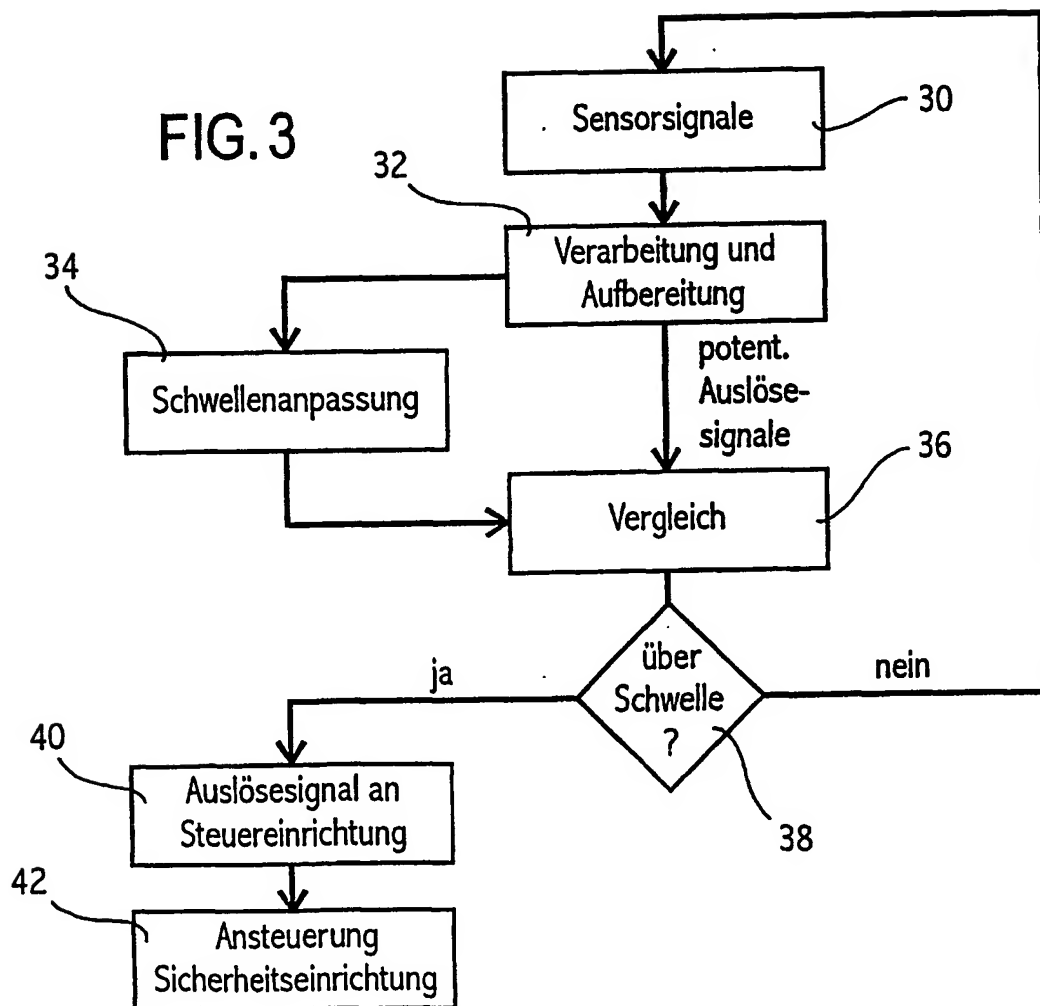 FIG. 3
Sensorsignale
30
32
Verarbeitung und
Aufbereitung
34
Schwellenanpassung
potent.
Auslöse-
signale
36
Vergleich
über
Schwelle
?
ja
nein
38
40
Auslösesignal an
Steuereinrichtung
42
Ansteuerung
Sicherheitseinrichtung